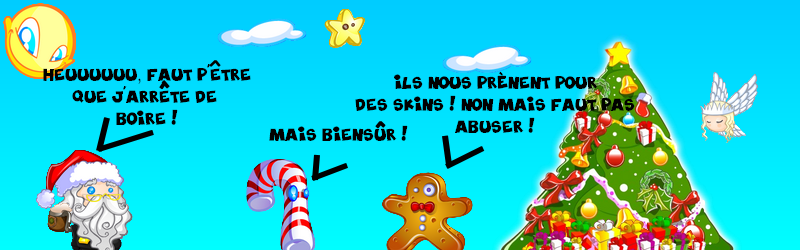 HEUUUUUU, FAUT P'ÊTRE
QUE J'ARRÊTE DE
BOIRE !
MAIS BIENSÛR !
ILS NOUS PRÈNENT POUR
DES SKINS ! NON MAIS FAUT PAS
ABUSER !